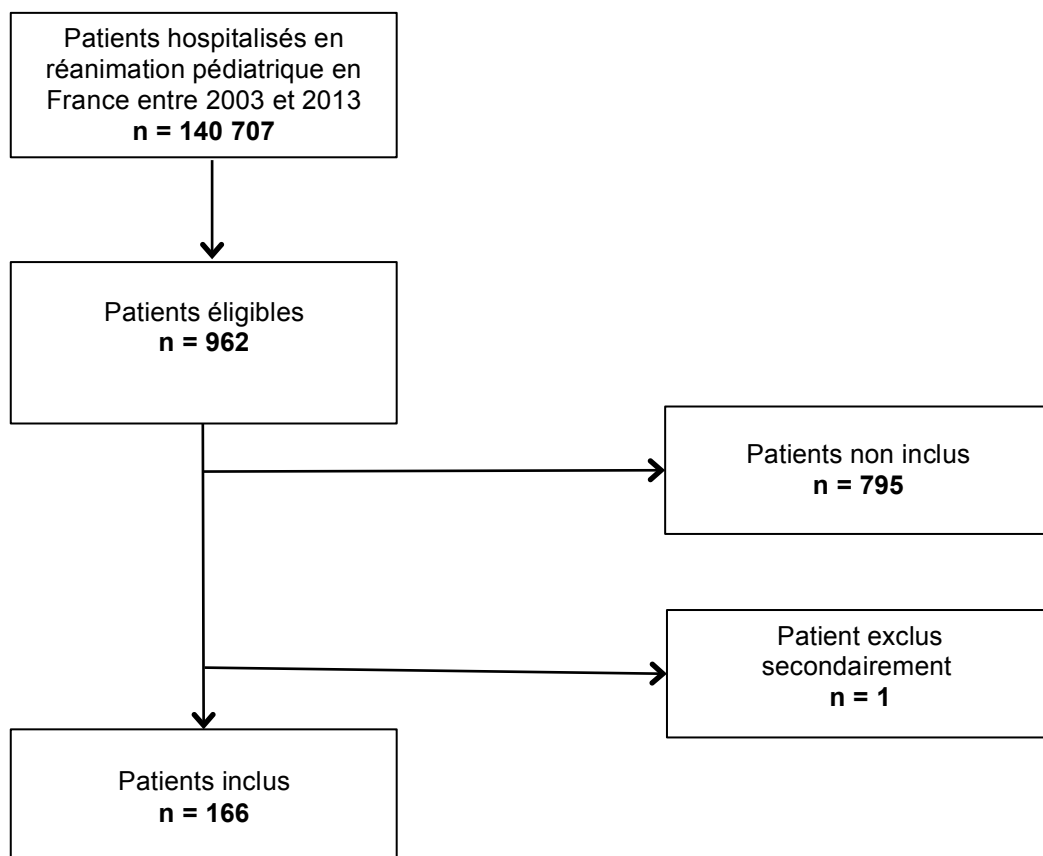 Patients hospitalisés en
réanimation pédiatrique en
France entre 2003 et 2013
n = 140 707
Patients éligibles
n = 962
Patients non inclus
n = 795
Patient exclus
secondairement
n = 1
Patients inclus
n = 166